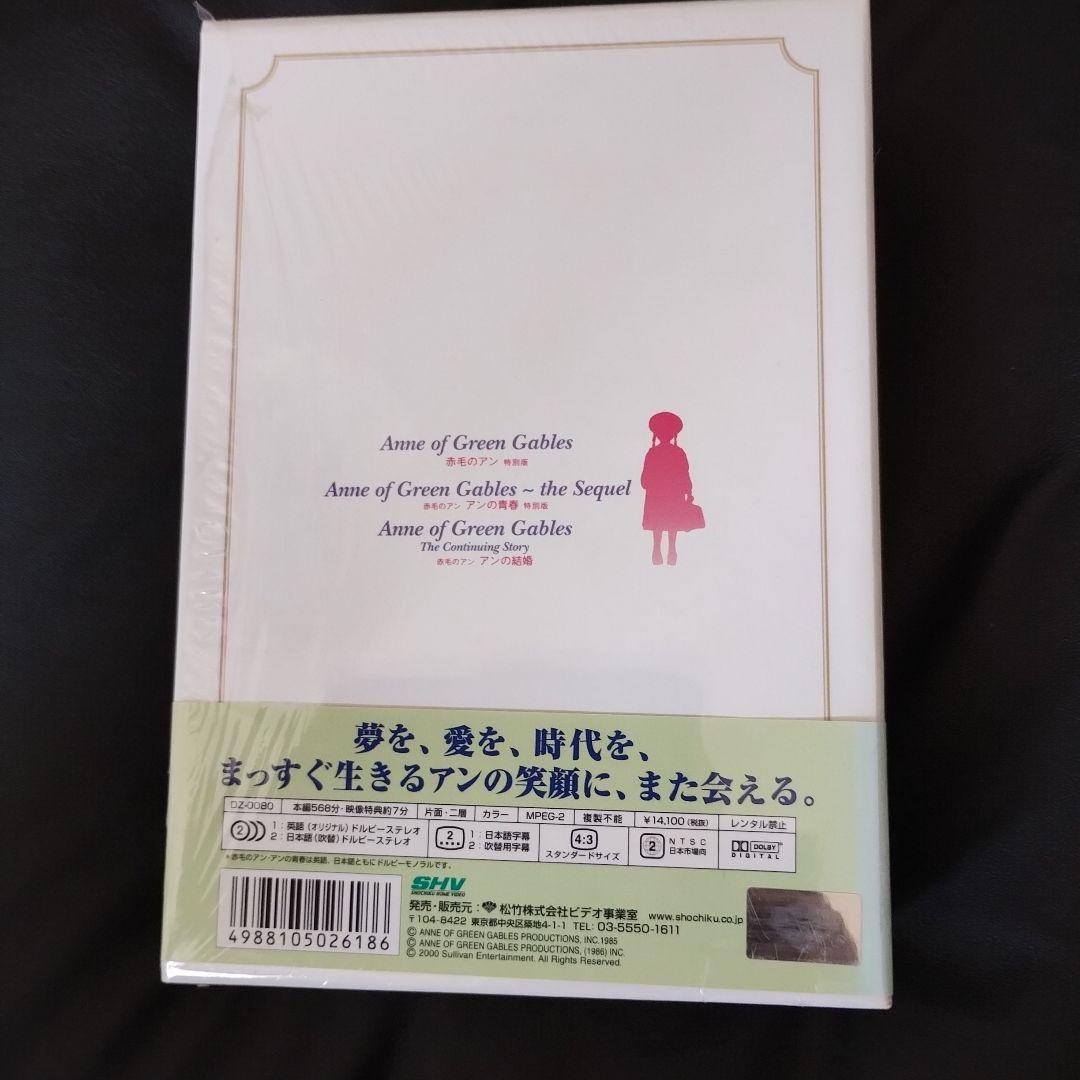 Anne of Green Gables
赤毛のアン 特別版
Anne of Green Gables ~ the Sequel
赤毛のアン アンの青春 特別版
Anne of Green Gables
The Continuing Story
赤毛のアン アンの結婚
夢を、愛を、時代を、
まっすぐ生きるアンの笑顔に、また会える。
DZ-0080 本編568分・映像特典約7分 片面・二層 カラー MPEG-2 複製不能 ¥14,100(税抜) レンタル禁止
2 1:英語(オリジナル)ドルビーステレオ
2:日本語(吹替)ドルビーステレオ
2 1:日本語字幕
2:吹替用字幕
4:3
スタンダードサイズ
2 NTSC
日本市場向
DOLBY
DIGITAL
*赤毛のアン・アンの青春は英語、日本語ともにドルビーモノラルです。
SHV
SHOCHIKU HOME VIDEO
発売・販売元: 松竹株式会社ビデオ事業室 www.shochiku.co.jp
〒104-8422 東京都中央区築地4-1-1 TEL: 03-5550-1611
© ANNE OF GREEN GABLES PRODUCTIONS, INC.1985
© ANNE OF GREEN GABLES PRODUCTIONS, (1986) INC.
© 2000 Sullivan Entertainment. All Rights Reserved.
4988105026186